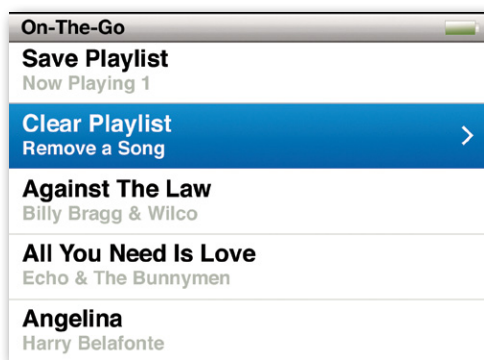 On-The-Go
Save Playlist
Now Playing 1
Clear Playlist
Remove a Song
Against The Law
Billy Bragg & Wilco
All You Need Is Love
Echo & The Bunnymen
Angelina
Harry Belafonte